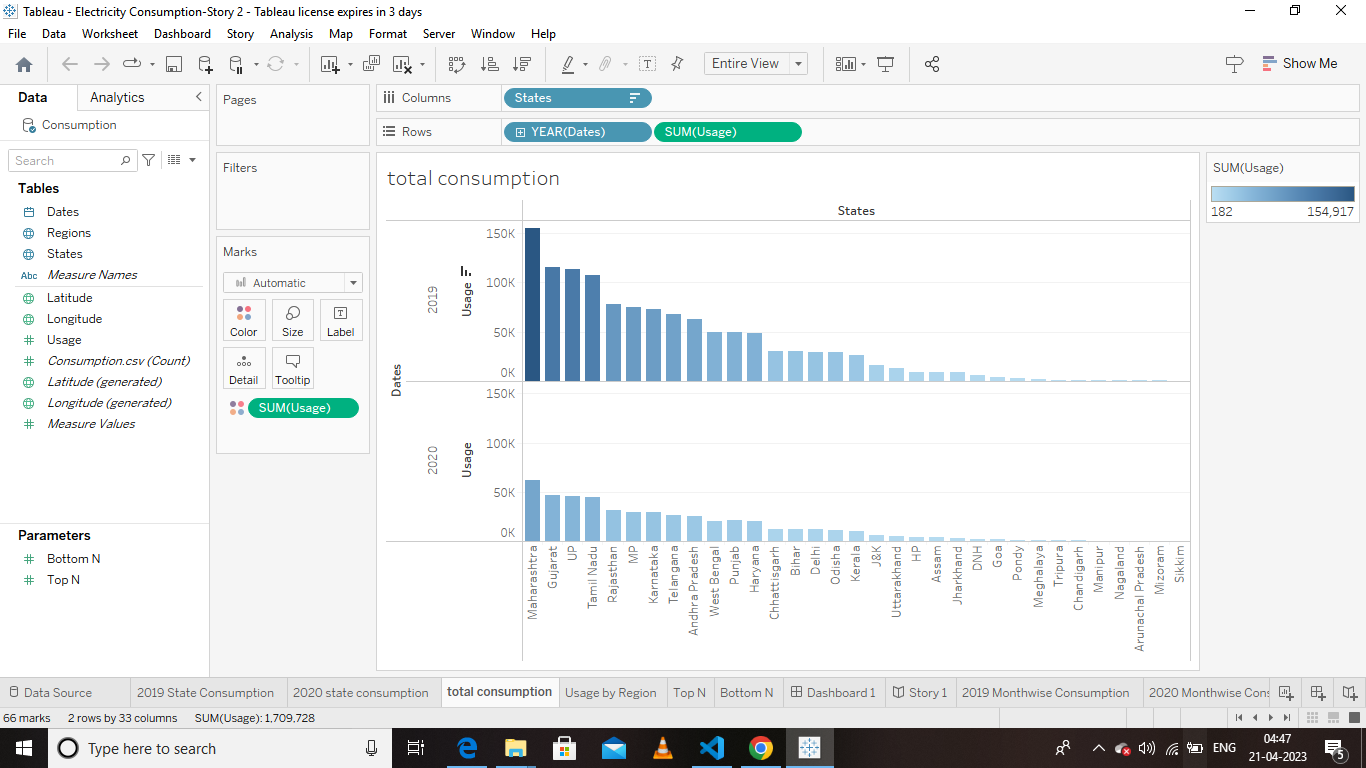 Tableau - Electricity Consumption-Story 2 - Tableau license expires in 3 days
File Data Worksheet Dashboard Story Analysis Map Format Server Window Help
Entire View
Show Me
Data Analytics
Consumption
Search
Tables
Dates
Regions
States
Abc Measure Names
Latitude
Longitude
Usage
Consumption.csv (Count)
Latitude (generated)
Longitude (generated)
Measure Values
Parameters
Bottom N
Top N
Pages
Filters
Marks
Automatic
Color Size Label
Detail Tooltip
SUM(Usage)
Columns States
Rows YEAR(Dates) SUM(Usage)
total consumption
States
Dates
2019
Usage
150K
100K
50K
0K
2020
Usage
150K
100K
50K
0K
Maharashtra
Gujarat
UP
Tamil Nadu
Rajasthan
MP
Karnataka
Telangana
Andhra Pradesh
West Bengal
Punjab
Haryana
Chhattisgarh
Bihar
Delhi
Odisha
Kerala
J&K
Uttarakhand
HP
Assam
Jharkhand
DNH
Goa
Pondy
Meghalaya
Tripura
Chandigarh
Manipur
Nagaland
Arunachal Pradesh
Mizoram
Sikkim
SUM(Usage)
182 154,917
Data Source 2019 State Consumption 2020 state consumption total consumption Usage by Region Top N Bottom N Dashboard 1 Story 1 2019 Monthwise Consumption 2020 Monthwise Cons
66 marks 2 rows by 33 columns SUM(Usage): 1,709,728
Type here to search
ENG
04:47
21-04-2023
5